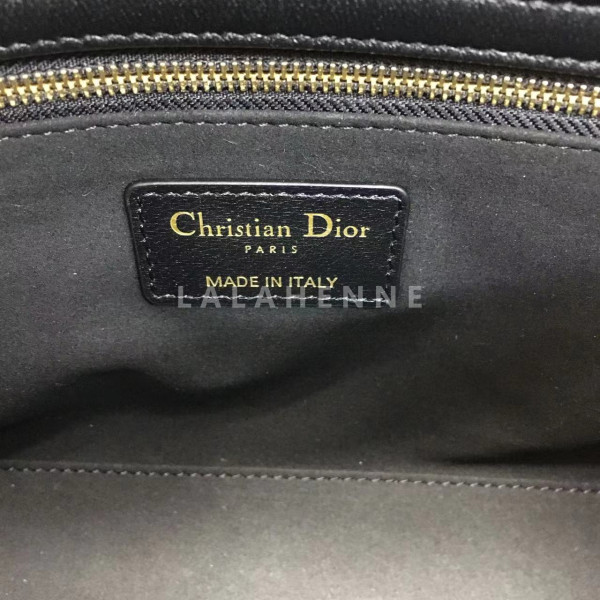 Christian Dior
PARIS
MADE IN ITALY
LALAHENNE